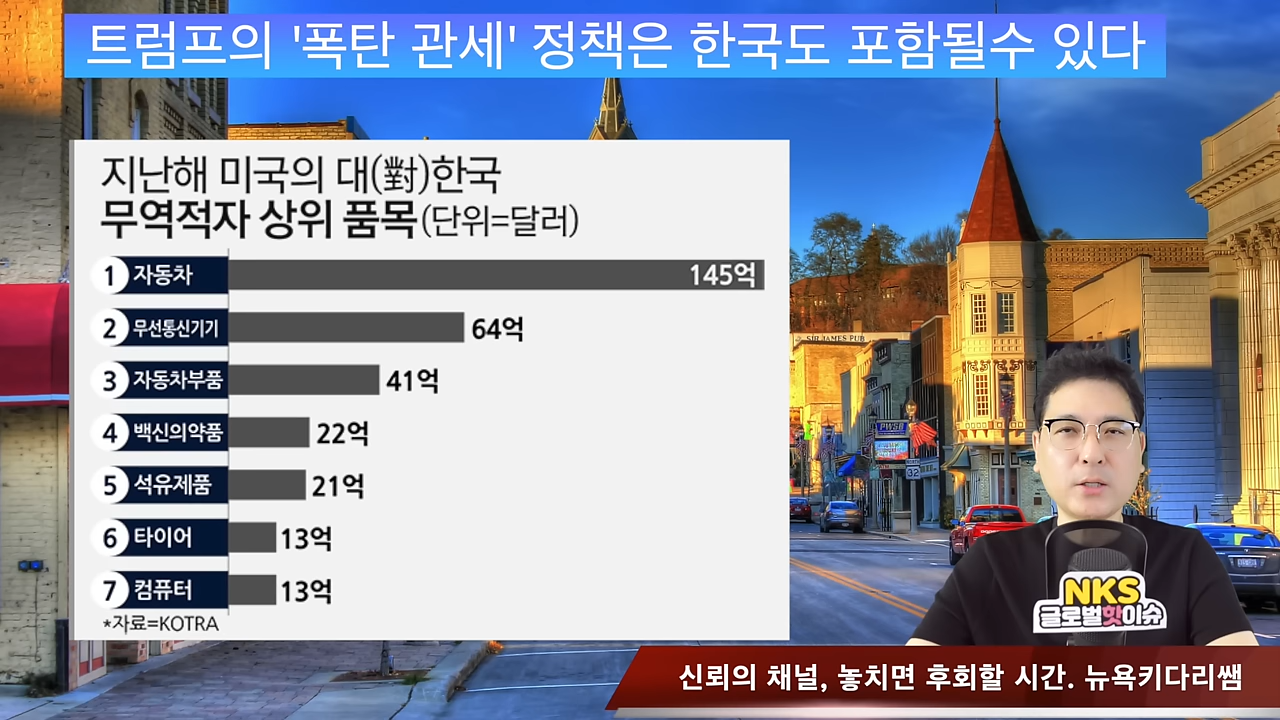 트럼프의 '폭탄 관세' 정책은 한국도 포함될수 있다
지난해 미국의 대(對)한국
무역적자 상위 품목(단위=달러)
1 자동차 145억
2 무선통신기기 64억
3 자동차부품 41억
4 백신의약품 22억
5 석유제품 21억
6 타이어 13억
7 컴퓨터 13억
*자료=KOTRA
SIR JAMES PUB
PWSB
32
NKS
글로벌핫이슈
신뢰의 채널, 놓치면 후회할 시간. 뉴욕키다리쌤